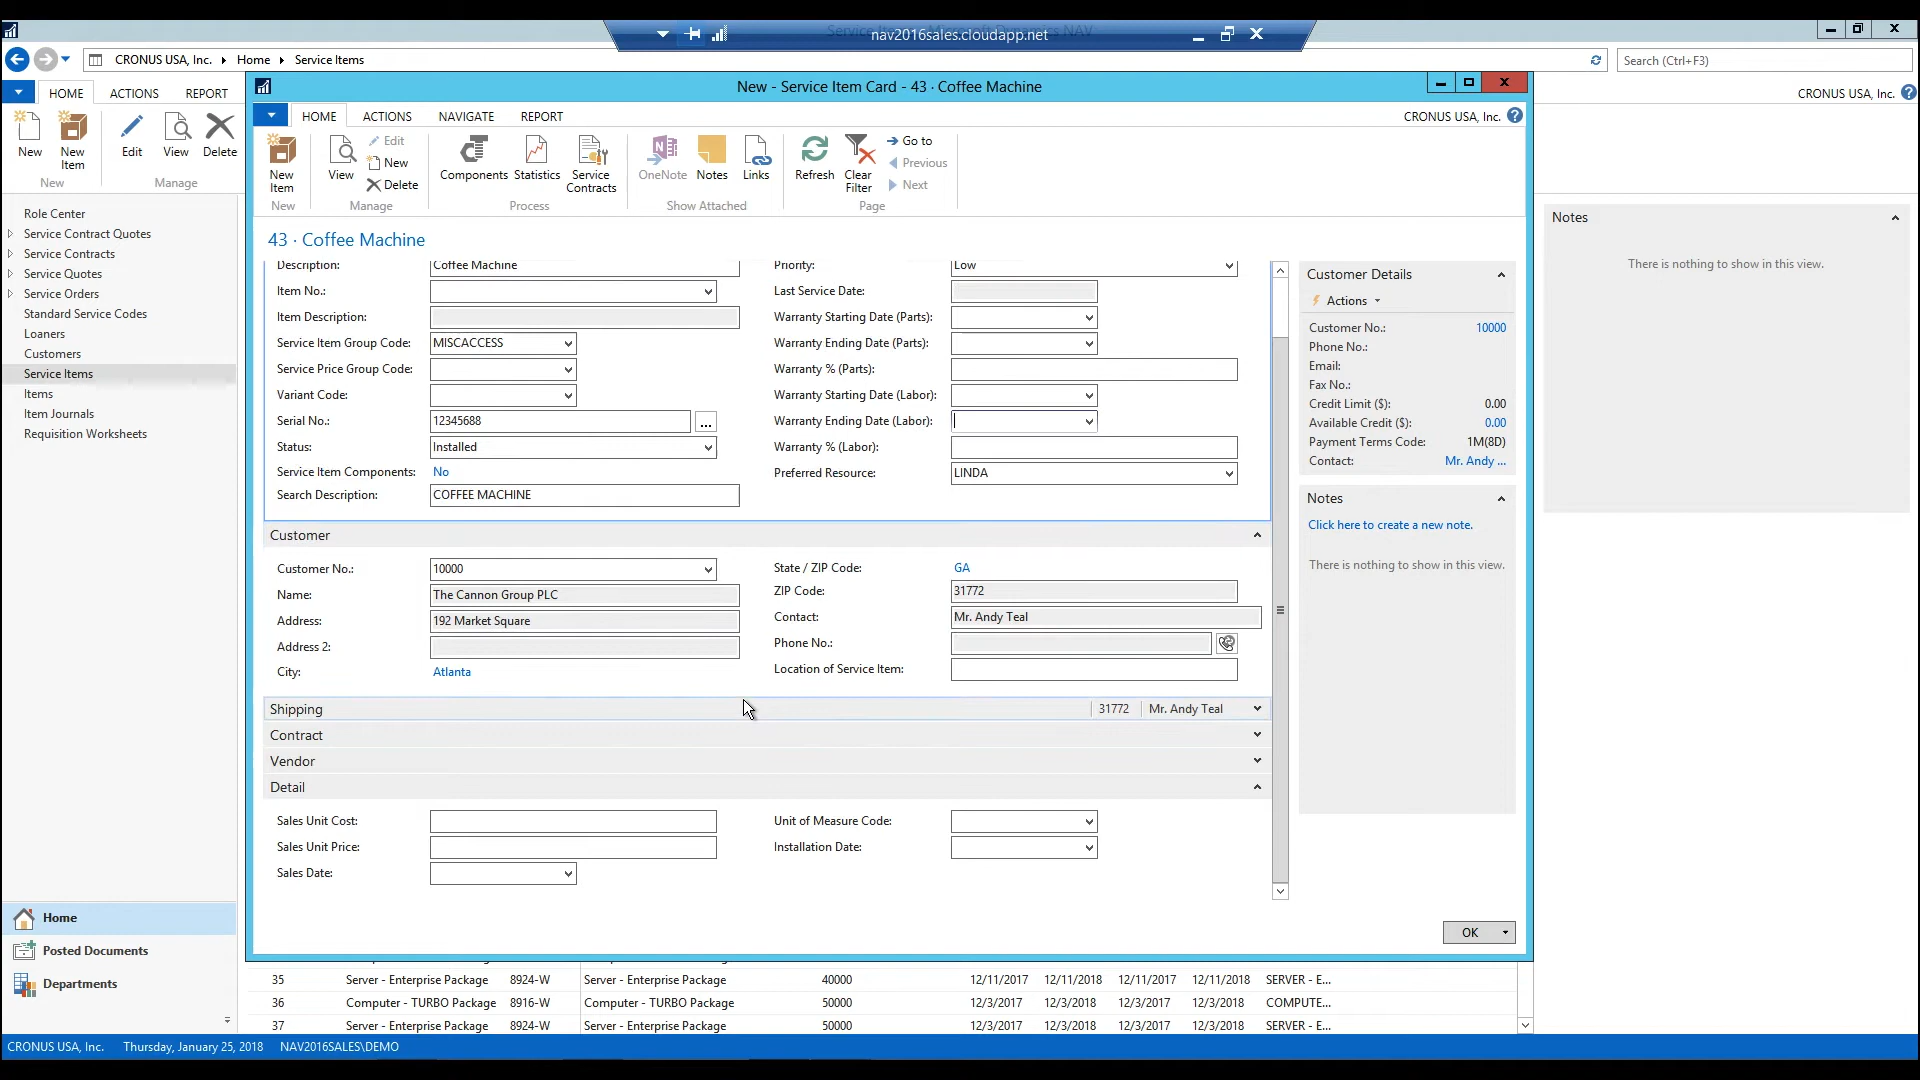 Service Items - Microsoft Dynamics NAV
nav2016sales.cloudapp.net
CRONUS USA, Inc. Home Service Items
Search (Ctrl+F3)
HOME ACTIONS REPORT
CRONUS USA, Inc.
New
New Item
Edit
View
Delete
New
Manage
Role Center
Service Contract Quotes
Service Contracts
Service Quotes
Service Orders
Standard Service Codes
Loaners
Customers
Service Items
Items
Item Journals
Requisition Worksheets
Home
Posted Documents
Departments
New - Service Item Card - 43 · Coffee Machine
HOME ACTIONS NAVIGATE REPORT
CRONUS USA, Inc.
New Item
View
Edit
New
Delete
Components
Statistics
Service Contracts
OneNote
Notes
Links
Refresh
Clear Filter
Go to
Previous
Next
New
Manage
Process
Show Attached
Page
43 · Coffee Machine
Description: Coffee Machine
Item No.:
Item Description:
Service Item Group Code: MISCACCESS
Service Price Group Code:
Variant Code:
Serial No.: 12345688 ...
Status: Installed
Service Item Components: No
Search Description: COFFEE MACHINE
Priority: Low
Last Service Date:
Warranty Starting Date (Parts):
Warranty Ending Date (Parts):
Warranty % (Parts):
Warranty Starting Date (Labor):
Warranty Ending Date (Labor):
Warranty % (Labor):
Preferred Resource: LINDA
Customer
Customer No.: 10000
Name: The Cannon Group PLC
Address: 192 Market Square
Address 2:
City: Atlanta
State / ZIP Code: GA
ZIP Code: 31772
Contact: Mr. Andy Teal
Phone No.:
Location of Service Item:
Shipping 31772 Mr. Andy Teal
Contract
Vendor
Detail
Sales Unit Cost:
Sales Unit Price:
Sales Date:
Unit of Measure Code:
Installation Date:
Customer Details
Actions
Customer No.: 10000
Phone No.:
Email:
Fax No.:
Credit Limit ($): 0.00
Available Credit ($): 0.00
Payment Terms Code: 1M(8D)
Contact: Mr. Andy ...
Notes
Click here to create a new note.
There is nothing to show in this view.
OK
Notes
There is nothing to show in this view.
35 Server - Enterprise Package 8924-W Server - Enterprise Package 40000 12/11/2017 12/11/2018 12/11/2017 12/11/2018 SERVER - E...
36 Computer - TURBO Package 8916-W Computer - TURBO Package 50000 12/3/2017 12/3/2018 12/3/2017 12/3/2018 COMPUTE...
37 Server - Enterprise Package 8924-W Server - Enterprise Package 50000 12/3/2017 12/3/2018 12/3/2017 12/3/2018 SERVER - E...
CRONUS USA, Inc. Thursday, January 25, 2018 NAV2016SALES\DEMO